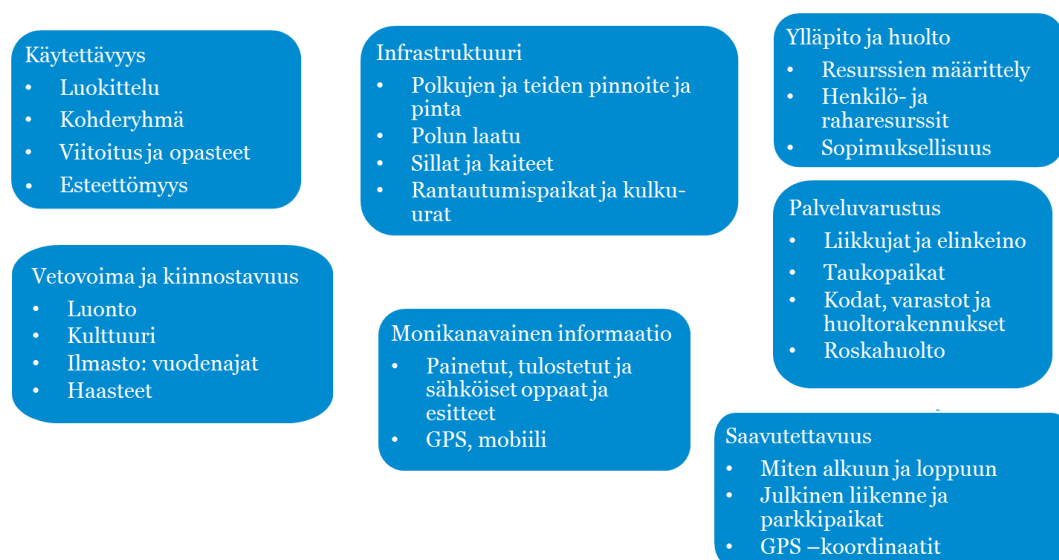 Käytettävyys
• Luokittelu
• Kohderyhmä
• Viitoitus ja opasteet
• Esteettömyys
Infrastruktuuri
• Polkujen ja teiden pinnoite ja
pinta
• Polun laatu
• Sillat ja kaiteet
• Rantautumispaikat ja kulku-
urat
Ylläpito ja huolto
• Resurssien määrittely
• Henkilö- ja
raharesurssit
• Sopimuksellisuus
Vetovoima ja kiinnostavuus
• Luonto
• Kulttuuri
• Ilmasto: vuodenajat
• Haasteet
Monikanavainen informaatio
• Painetut, tulostetut ja
sähköiset oppaat ja
esitteet
• GPS, mobiili
Palveluvarustus
• Liikkujat ja elinkeino
• Taukopaikat
• Kodat, varastot ja
huoltorakennukset
• Roskahuolto
Saavutettavuus
• Miten alkuun ja loppuun
• Julkinen liikenne ja
parkkipaikat
• GPS –koordinaatit